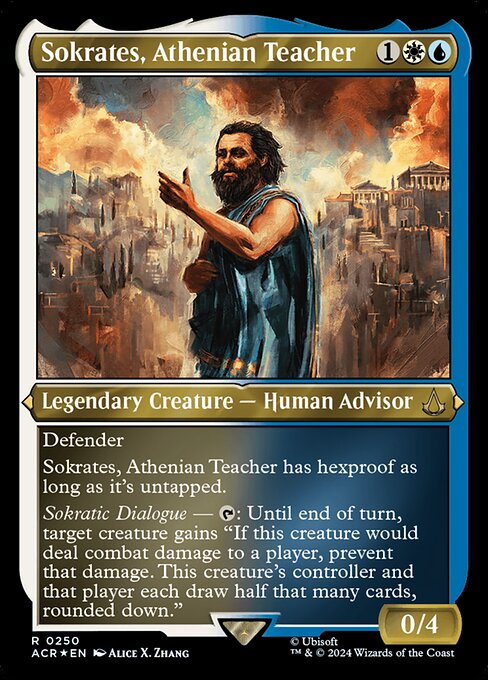 Sokrates, Athenian Teacher 1
Legendary Creature — Human Advisor
Defender
Sokrates, Athenian Teacher has hexproof as
long as it's untapped.
Sokratic Dialogue — : Until end of turn,
target creature gains “If this creature would
deal combat damage to a player, prevent
that damage. This creature's controller and
that player each draw half that many cards,
rounded down.”
0/4
R 0250
ACR★EN Alice X. Zhang
© Ubisoft
™ & © 2024 Wizards of the Coast